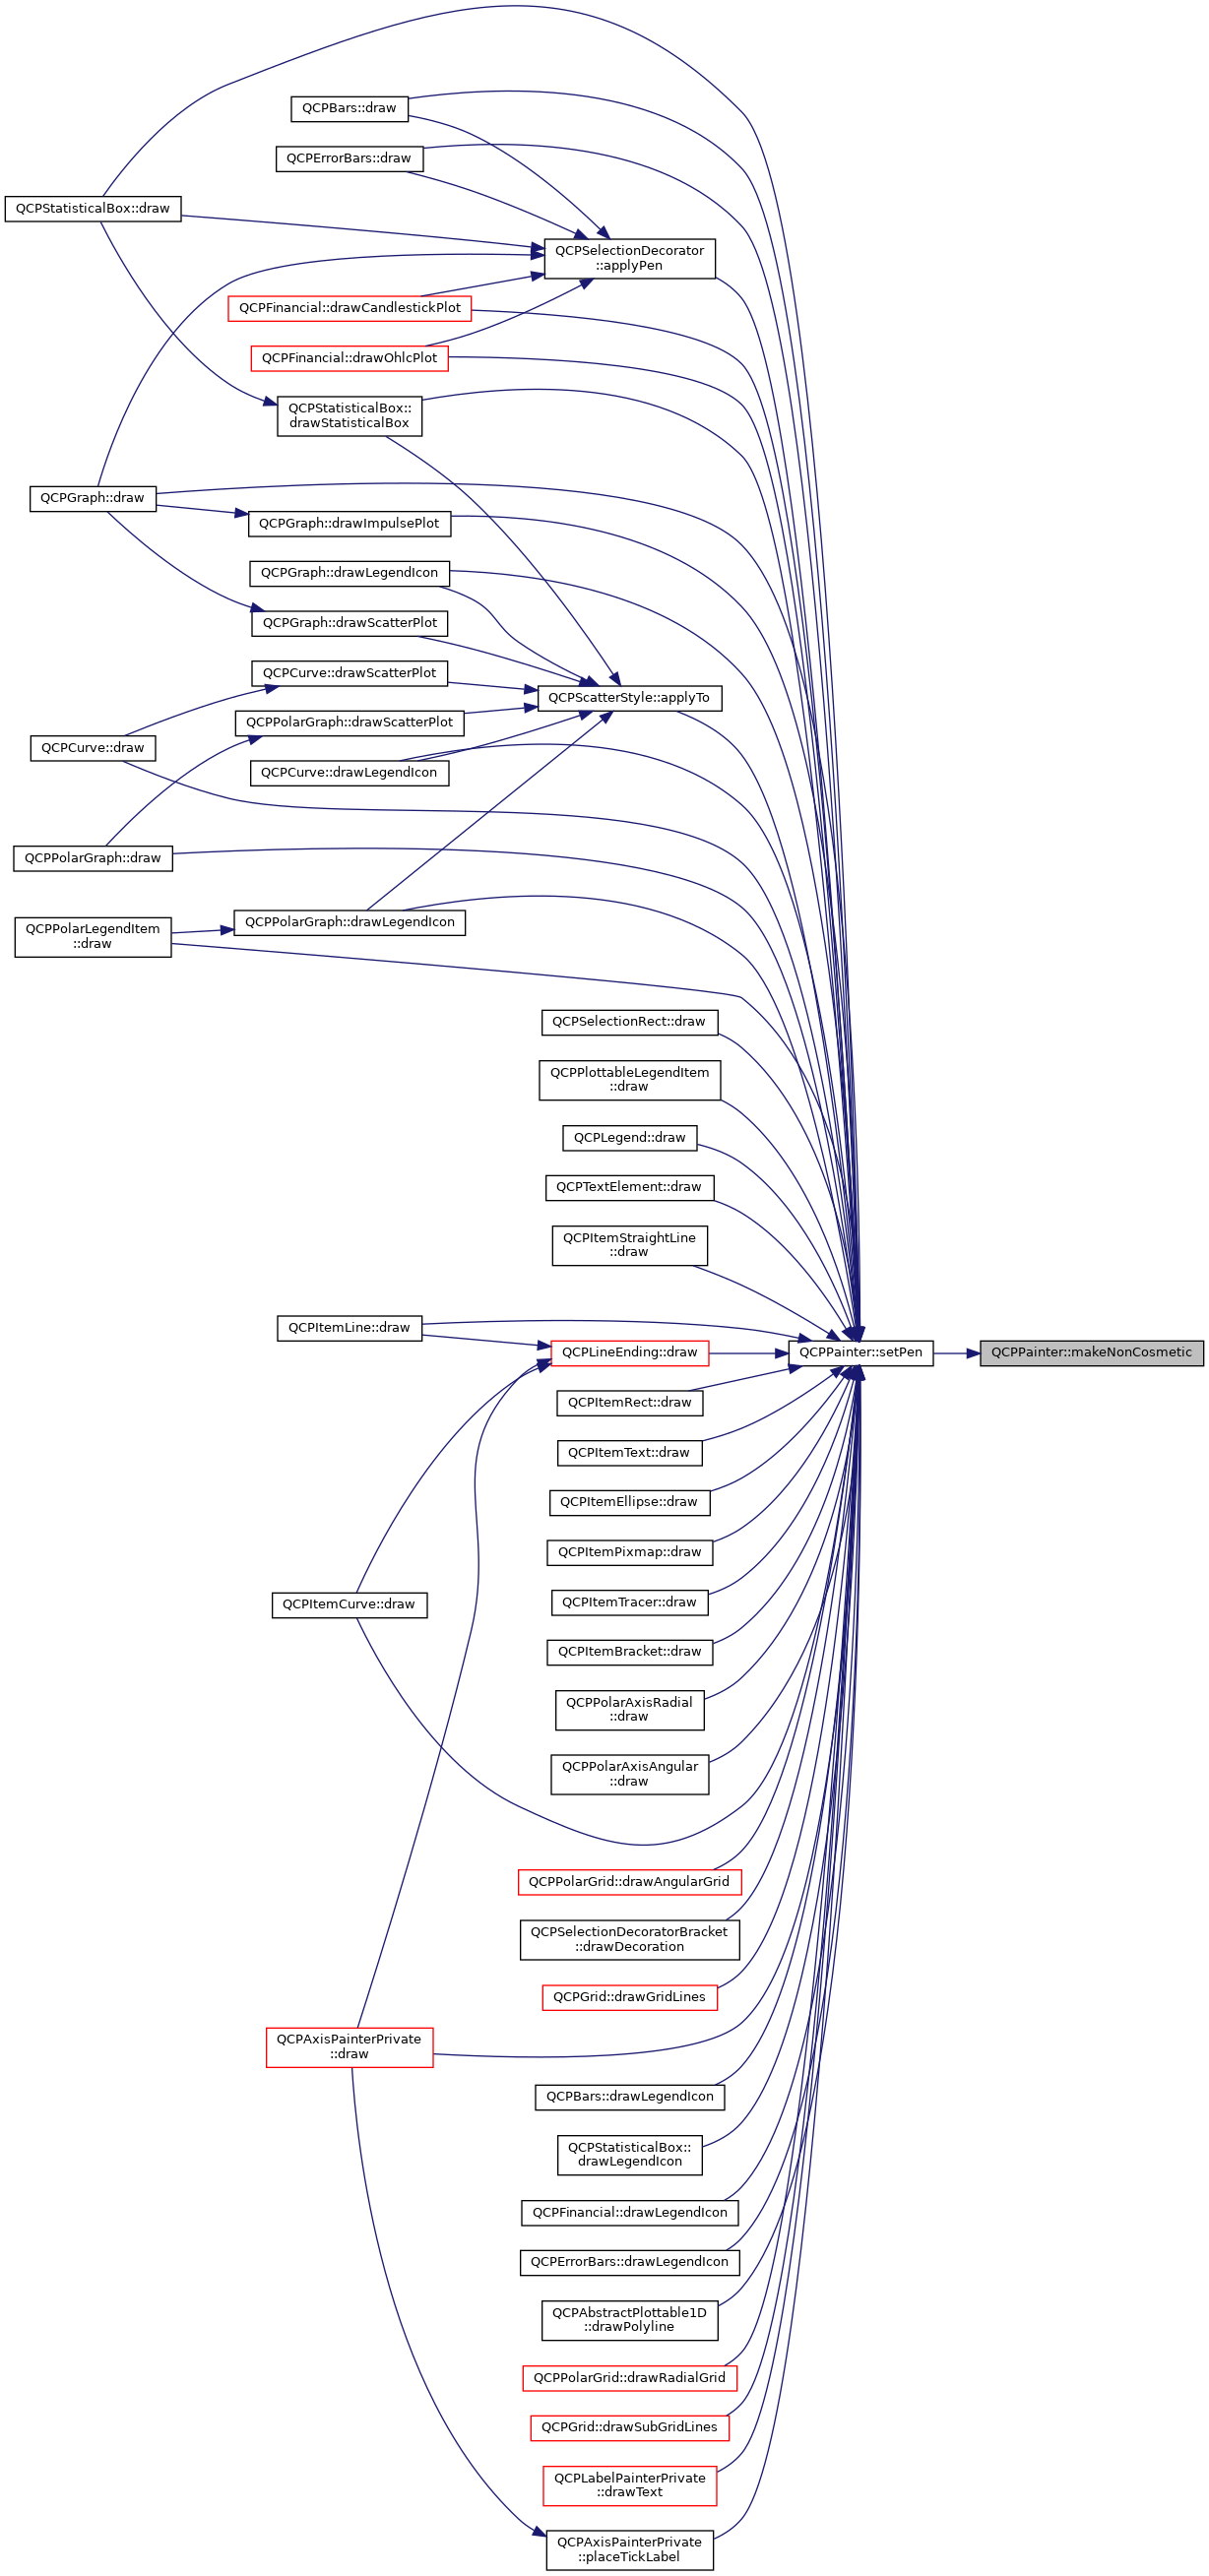 QCPBars::draw
QCPErrorBars::draw
QCPStatisticalBox::draw
QCPSelectionDecorator
::applyPen
QCPFinancial::drawCandlestickPlot
QCPFinancial::drawOhlcPlot
QCPStatisticalBox::
drawStatisticalBox
QCPGraph::draw
QCPGraph::drawImpulsePlot
QCPGraph::drawLegendIcon
QCPGraph::drawScatterPlot
QCPCurve::drawScatterPlot
QCPScatterStyle::applyTo
QCPPolarGraph::drawScatterPlot
QCPCurve::draw
QCPCurve::drawLegendIcon
QCPPolarGraph::draw
QCPPolarGraph::drawLegendIcon
QCPPolarLegendItem
::draw
QCPSelectionRect::draw
QCPPlottableLegendItem
::draw
QCPLegend::draw
QCPTextElement::draw
QCPItemStraightLine
::draw
QCPItemLine::draw
QCPLineEnding::draw
QCPPainter::setPen
QCPPainter::makeNonCosmetic
QCPItemRect::draw
QCPItemText::draw
QCPItemEllipse::draw
QCPItemPixmap::draw
QCPItemTracer::draw
QCPItemCurve::draw
QCPItemBracket::draw
QCPPolarAxisRadial
::draw
QCPPolarAxisAngular
::draw
QCPPolarGrid::drawAngularGrid
QCPSelectionDecoratorBracket
::drawDecoration
QCPGrid::drawGridLines
QCPAxisPainterPrivate
::draw
QCPBars::drawLegendIcon
QCPStatisticalBox::
drawLegendIcon
QCPFinancial::drawLegendIcon
QCPErrorBars::drawLegendIcon
QCPAbstractPlottable1D
::drawPolyline
QCPPolarGrid::drawRadialGrid
QCPGrid::drawSubGridLines
QCPLabelPainterPrivate
::drawText
QCPAxisPainterPrivate
::placeTickLabel